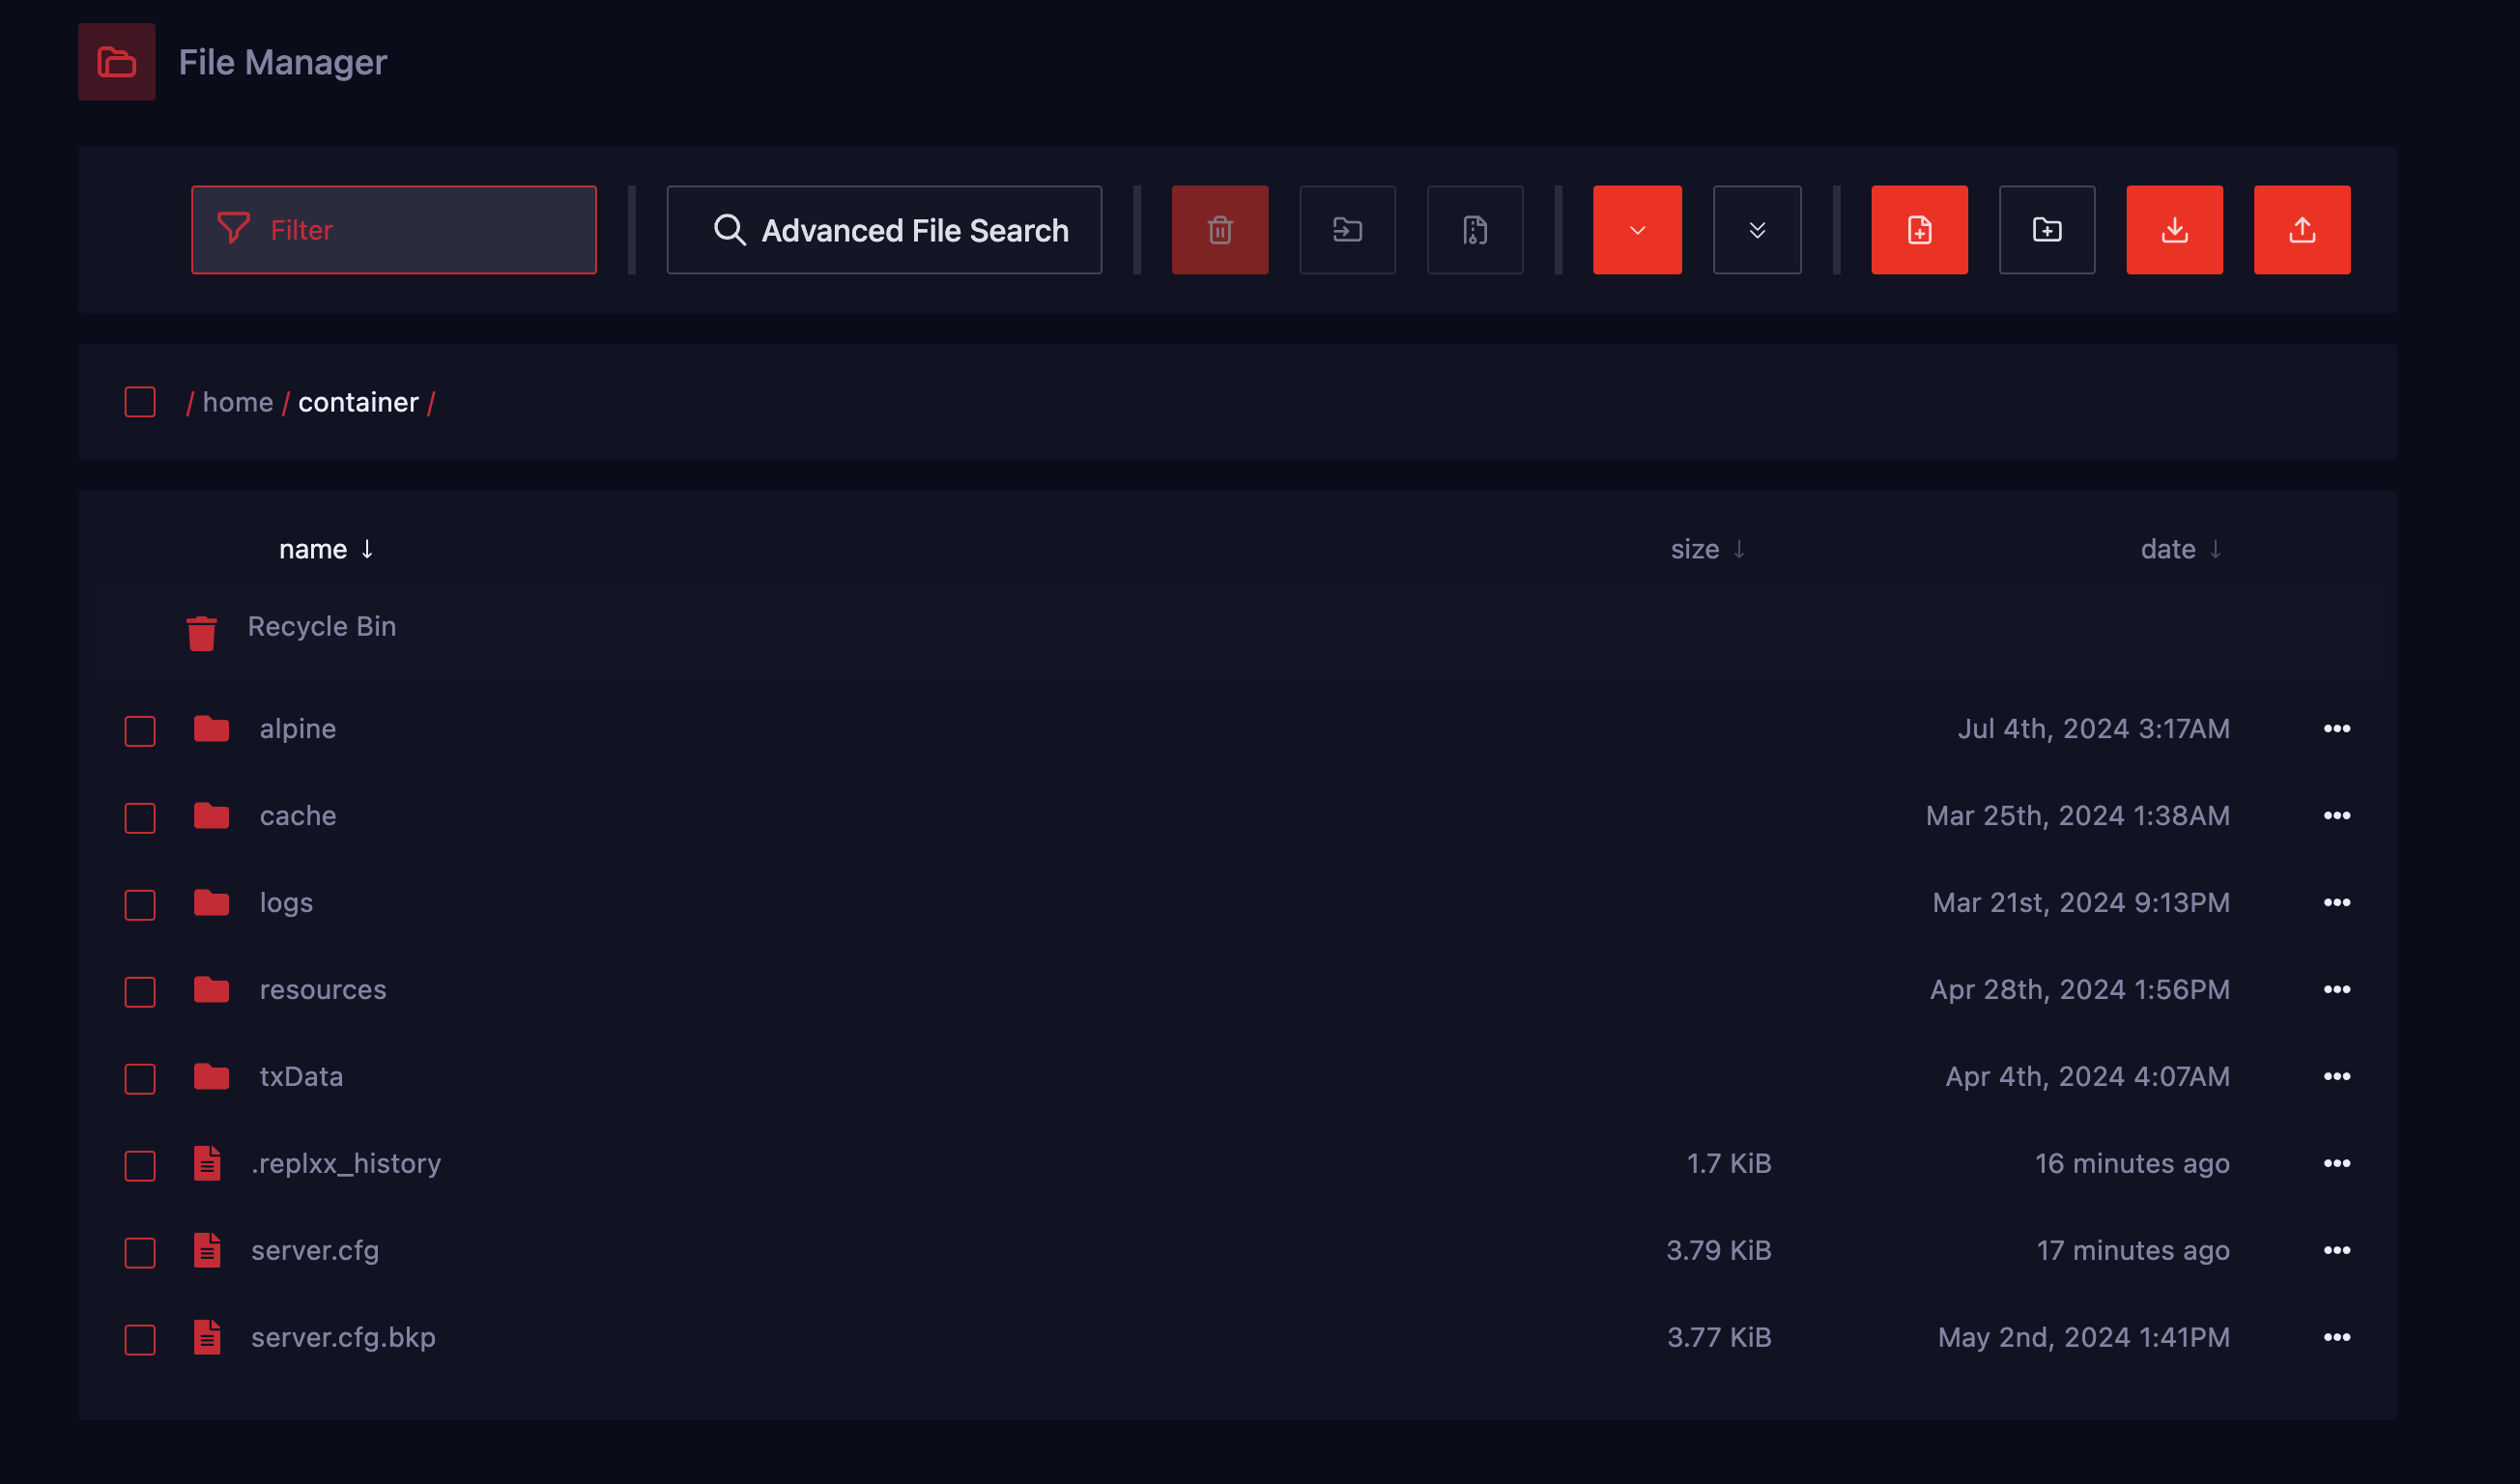 File Manager
Filter
Advanced File Search
/ home / container /
name ↓ size ↓ date ↓
Recycle Bin
alpine Jul 4th, 2024 3:17AM
cache Mar 25th, 2024 1:38AM
logs Mar 21st, 2024 9:13PM
resources Apr 28th, 2024 1:56PM
txData Apr 4th, 2024 4:07AM
.replxx_history 1.7 KiB 16 minutes ago
server.cfg 3.79 KiB 17 minutes ago
server.cfg.bkp 3.77 KiB May 2nd, 2024 1:41PM